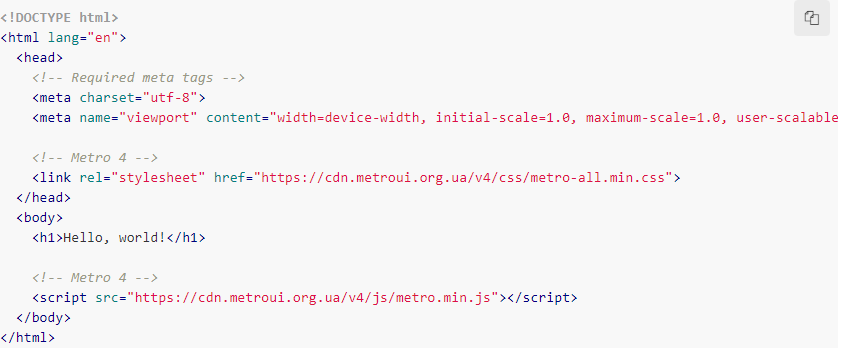 <!DOCTYPE html>
<html lang="en">
  <head>
    <!-- Required meta tags -->
    <meta charset="utf-8">
    <meta name="viewport" content="width=device-width, initial-scale=1.0, maximum-scale=1.0, user-scalable
    <!-- Metro 4 -->
    <link rel="stylesheet" href="https://cdn.metroui.org.ua/v4/css/metro-all.min.css">
  </head>
  <body>
    <h1>Hello, world!</h1>
    <!-- Metro 4 -->
    <script src="https://cdn.metroui.org.ua/v4/js/metro.min.js"></script>
  </body>
</html>